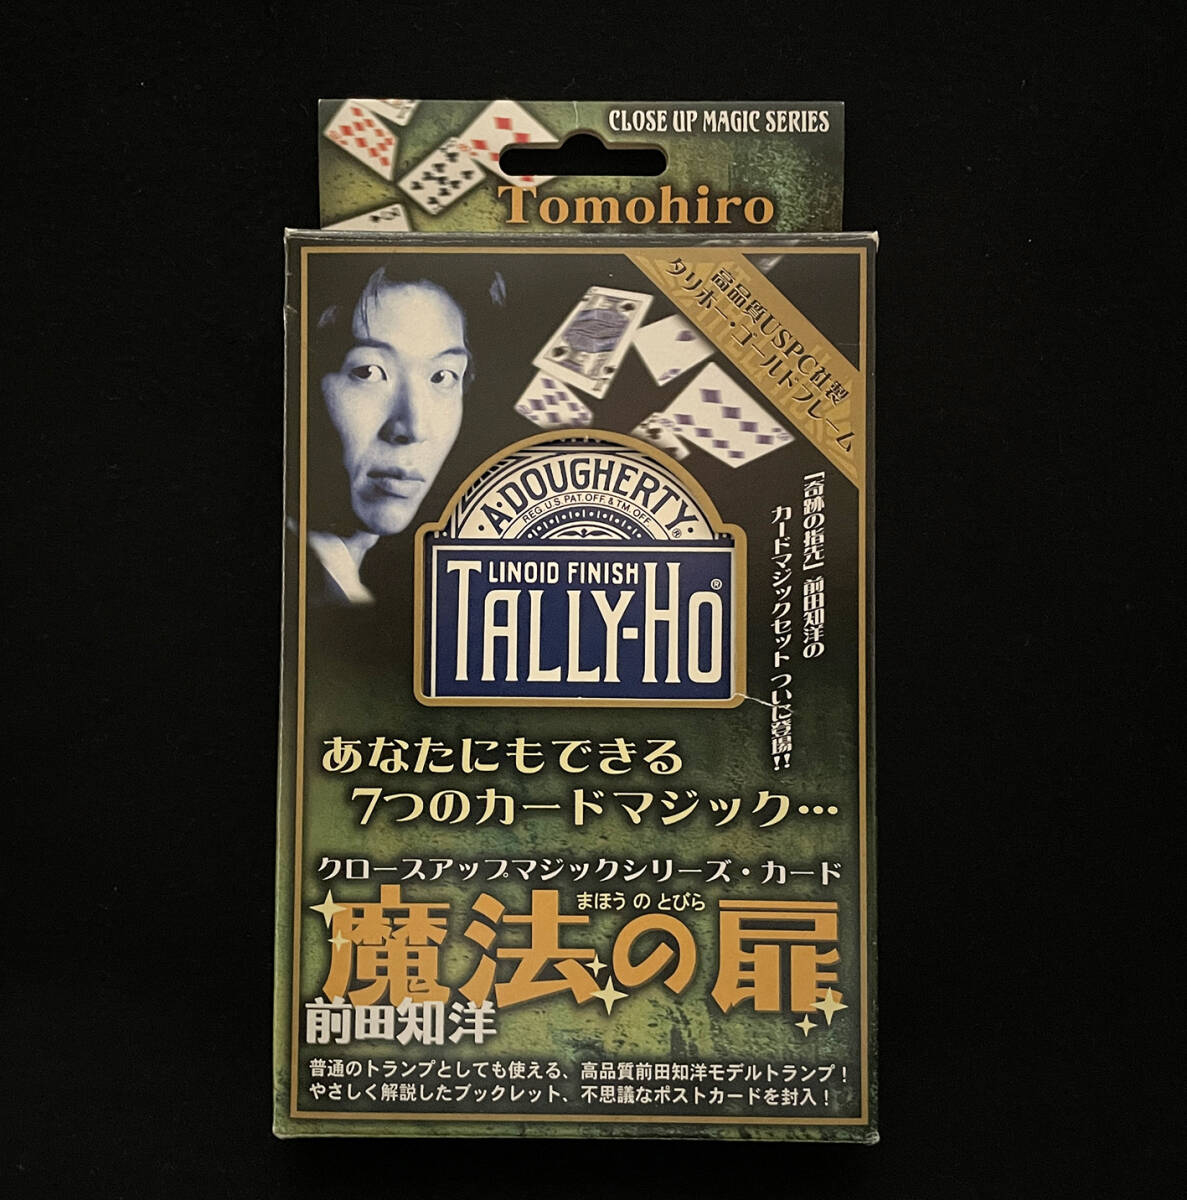 CLOSE UP MAGIC SERIES
Tomohiro
高品質USPC社製
タリホー・ゴールドフレーム
A. DOUGHERTY. ®
REG. U.S. PAT. OFF. & TM. OFF.
LINOID FINISH
TALLY-HO ®
「奇跡の指先」前田知洋の
カードマジックセット ついに登場!!
あなたにもできる
7つのカードマジック…
クロースアップマジックシリーズ・カード
まほう の とびら
魔法の扉
前田知洋
普通のトランプとしても使える、高品質前田知洋モデルトランプ！
やさしく解説したブックレット、不思議なポストカードを封入！